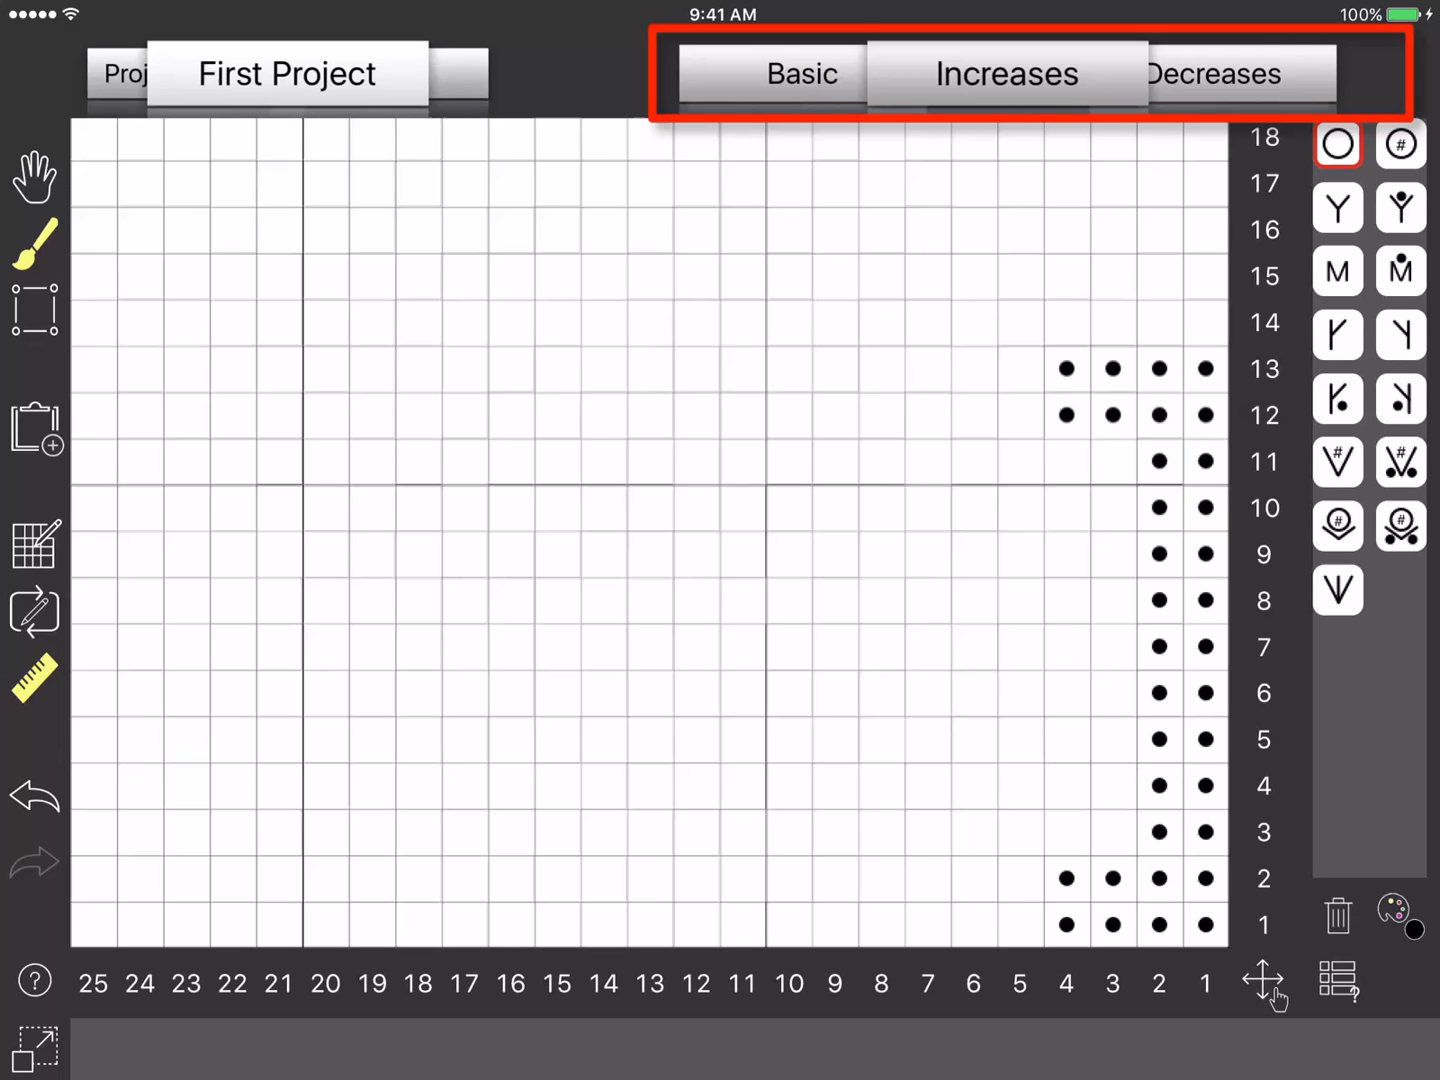 9:41 AM
100%
Proj
First Project
Basic
Increases
Decreases
18
#
17
Y
16
15
M
M
14
13
12
11
#
#
10
#
#
9
8
7
6
5
4
3
2
1
?
25 24 23 22 21 20 19 18 17 16 15 14 13 12 11 10 9 8 7 6 5 4 3 2 1
?